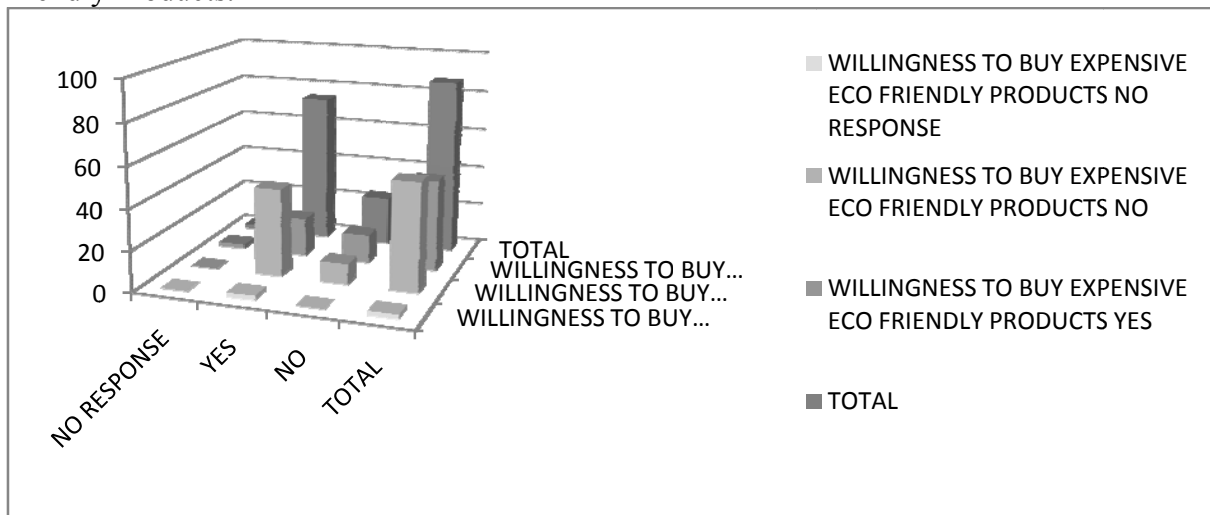 100
80
60
40
20
0
NO RESPONSE
YES
NO
TOTAL
TOTAL
WILLINGNESS TO BUY...
WILLINGNESS TO BUY...
WILLINGNESS TO BUY...
WILLINGNESS TO BUY EXPENSIVE
ECO FRIENDLY PRODUCTS NO
RESPONSE
WILLINGNESS TO BUY EXPENSIVE
ECO FRIENDLY PRODUCTS NO
WILLINGNESS TO BUY EXPENSIVE
ECO FRIENDLY PRODUCTS YES
TOTAL